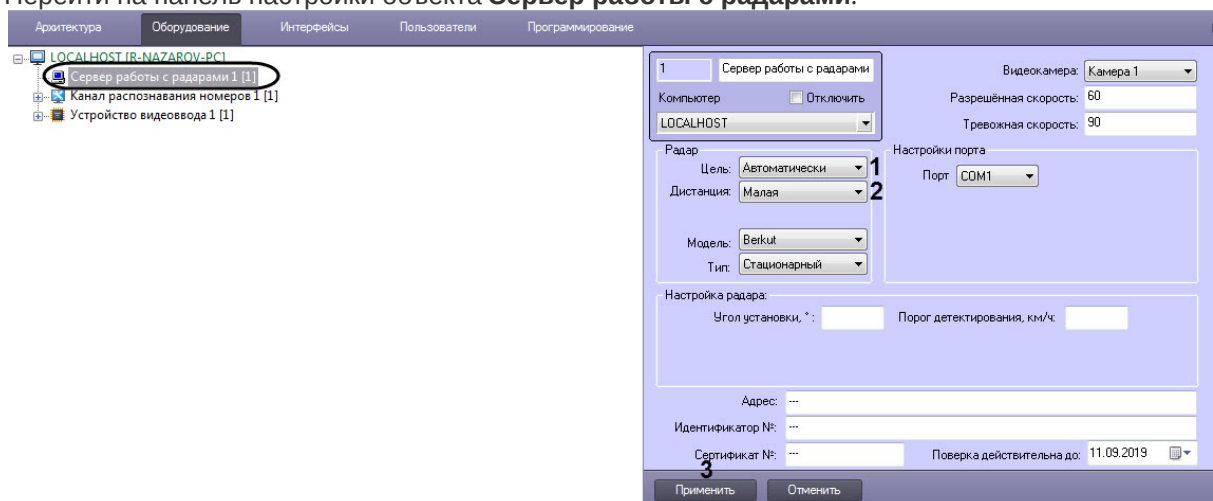 Перейти на панель настройки объекта Сервер работы с радарами.
Архитектура Оборудование Интерфейсы Пользователи Программирование
LOCALHOST [R-NAZAROV-PC]
Сервер работы с радарами 1 [1]
Канал распознавания номеров 1 [1]
Устройство видеоввода 1 [1]
1 Сервер работы с радарами
Компьютер Отключить
LOCALHOST
Видеокамера: Камера 1
Разрешённая скорость: 60
Тревожная скорость: 90
Радар
Цель: Автоматически 1
Дистанция: Малая 2
Модель: Berkut
Тип: Стационарный
Настройки порта
Порт COM1
Настройка радара:
Угол установки, ° : Порог детектирования, км/ч:
Адрес: ---
Идентификатор №: ---
Сертификат №: --- Поверка действительна до: 11.09.2019
3
Применить Отменить